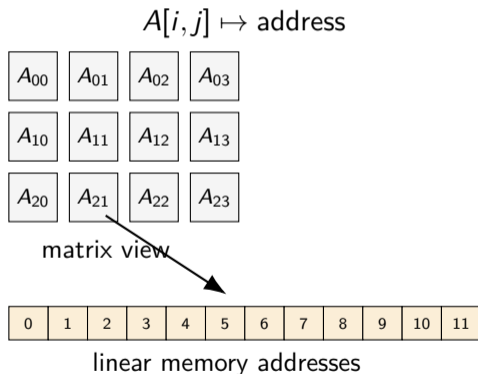 A[i, j] ↦ address
A₀₀ A₀₁ A₀₂ A₀₃
A₁₀ A₁₁ A₁₂ A₁₃
A₂₀ A₂₁ A₂₂ A₂₃
matrix view
0 1 2 3 4 5 6 7 8 9 10 11
linear memory addresses